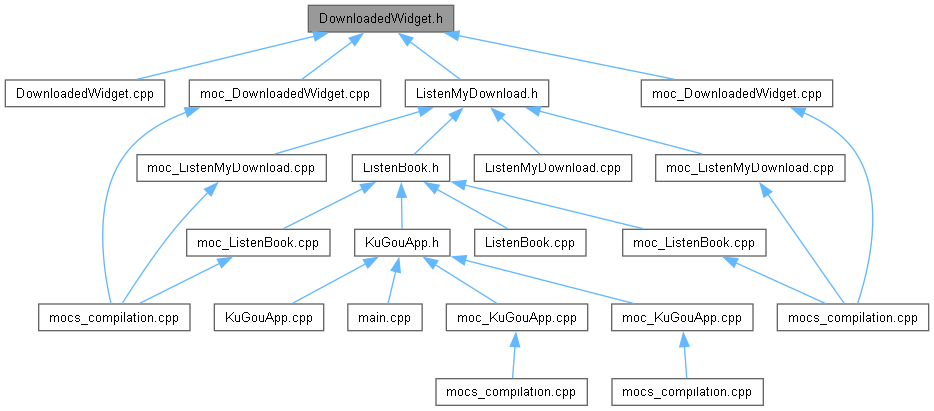 DownloadedWidget.h
DownloadedWidget.cpp
moc_DownloadedWidget.cpp
ListenMyDownload.h
moc_DownloadedWidget.cpp
moc_ListenMyDownload.cpp
ListenBook.h
ListenMyDownload.cpp
moc_ListenMyDownload.cpp
moc_ListenBook.cpp
KuGouApp.h
ListenBook.cpp
moc_ListenBook.cpp
mocs_compilation.cpp
KuGouApp.cpp
main.cpp
moc_KuGouApp.cpp
moc_KuGouApp.cpp
mocs_compilation.cpp
mocs_compilation.cpp
mocs_compilation.cpp